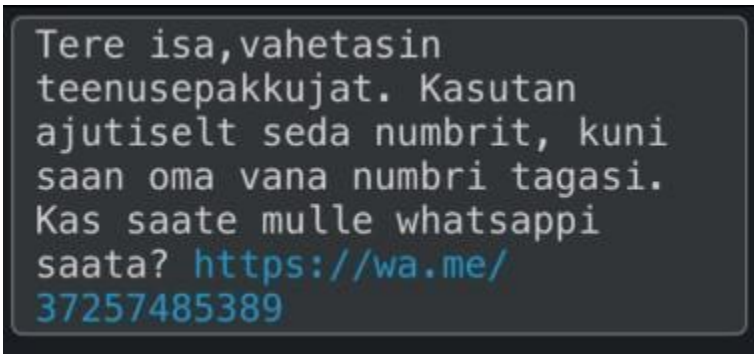 Tere isa,vahetasin
teenusepakkujat. Kasutan
ajutiselt seda numbrit, kuni
saan oma vana numbri tagasi.
Kas saate mulle whatsappi
saata? https://wa.me/
37257485389